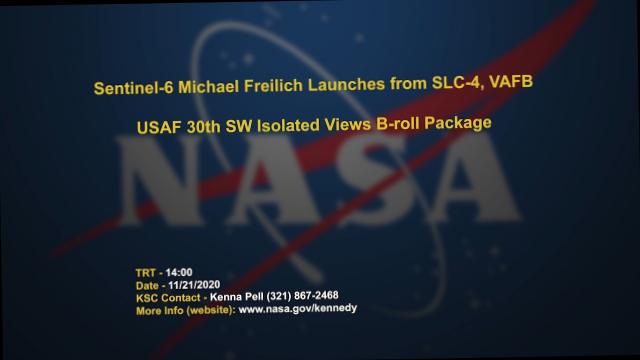 Sentinel-6 Michael Freilich Launches from SLC-4, VAFB
USAF 30th SW Isolated Views B-roll Package
NASA
TRT - 14:00
Date - 11/21/2020
KSC Contact - Kenna Pell (321) 867-2468
More Info (website): www.nasa.gov/kennedy